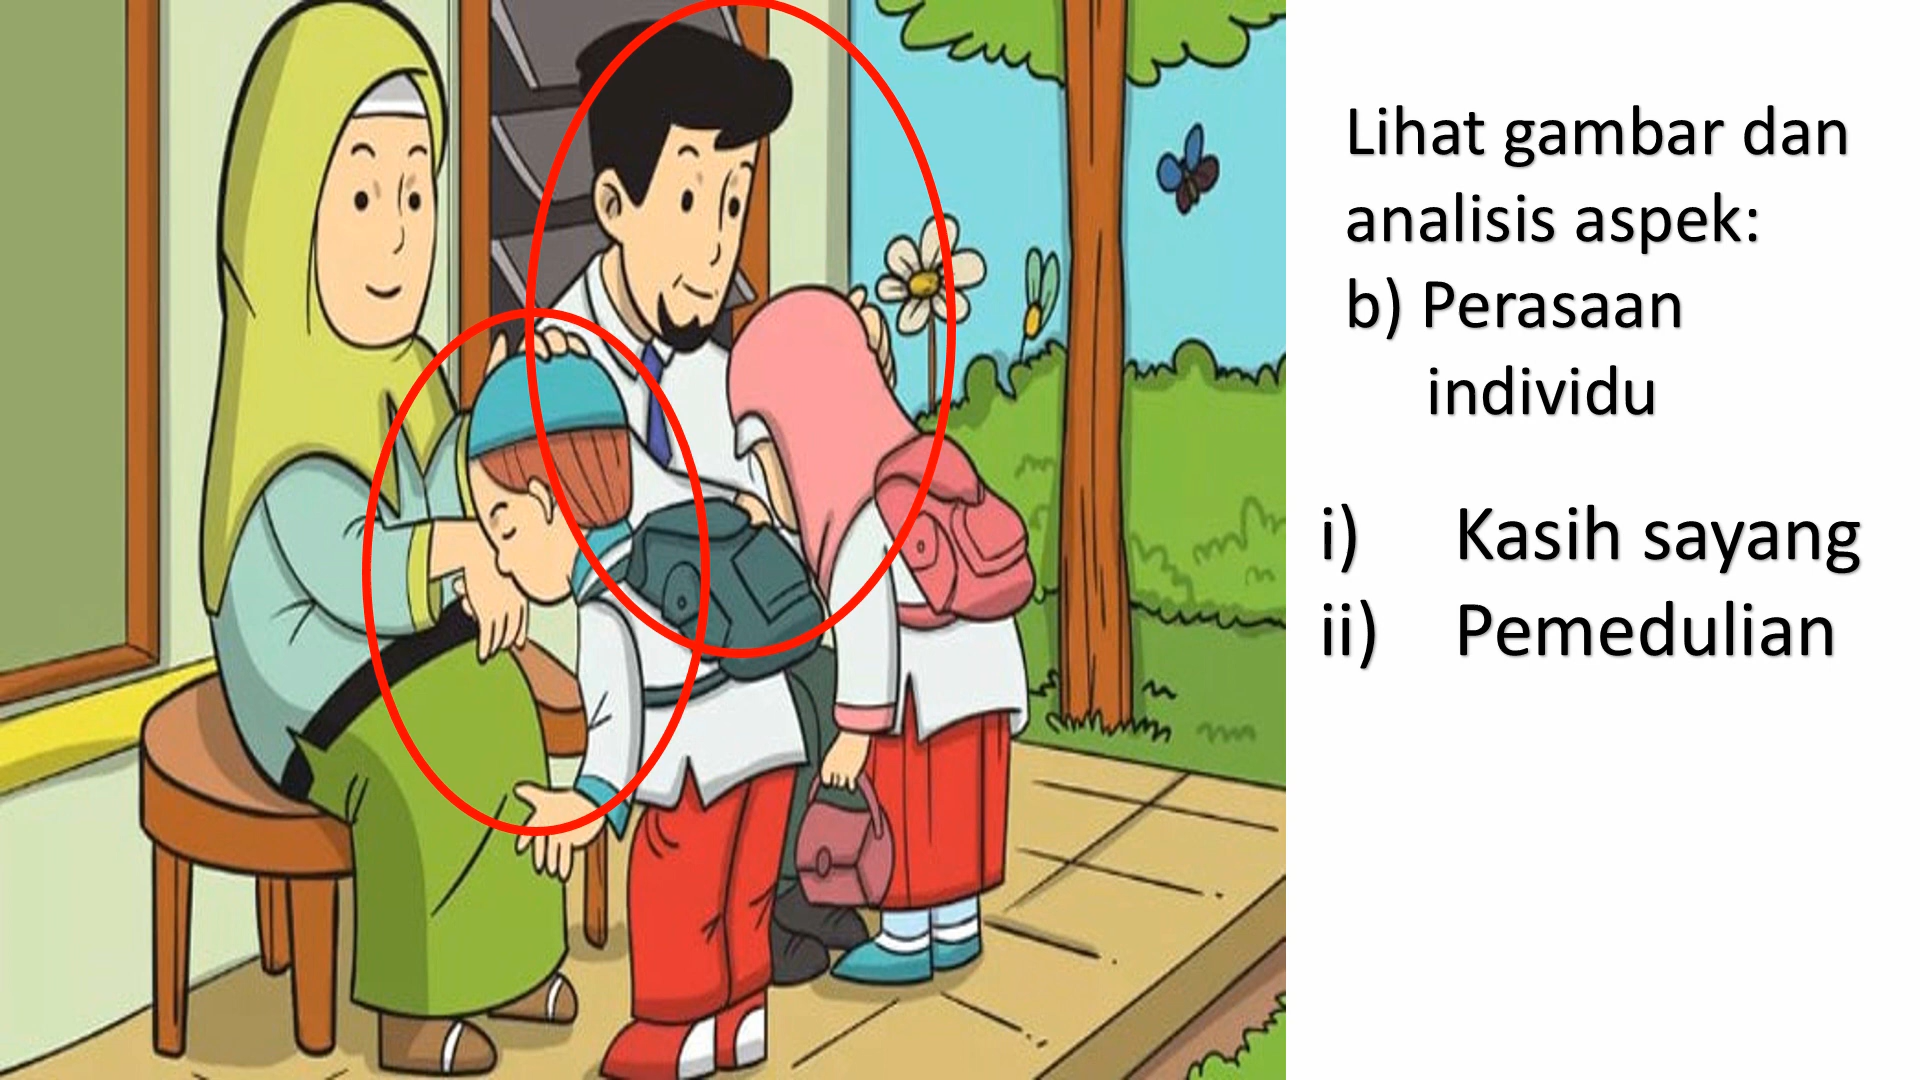 Lihat gambar dan
analisis aspek:
b) Perasaan
individu
i) Kasih sayang
ii) Pemedulian